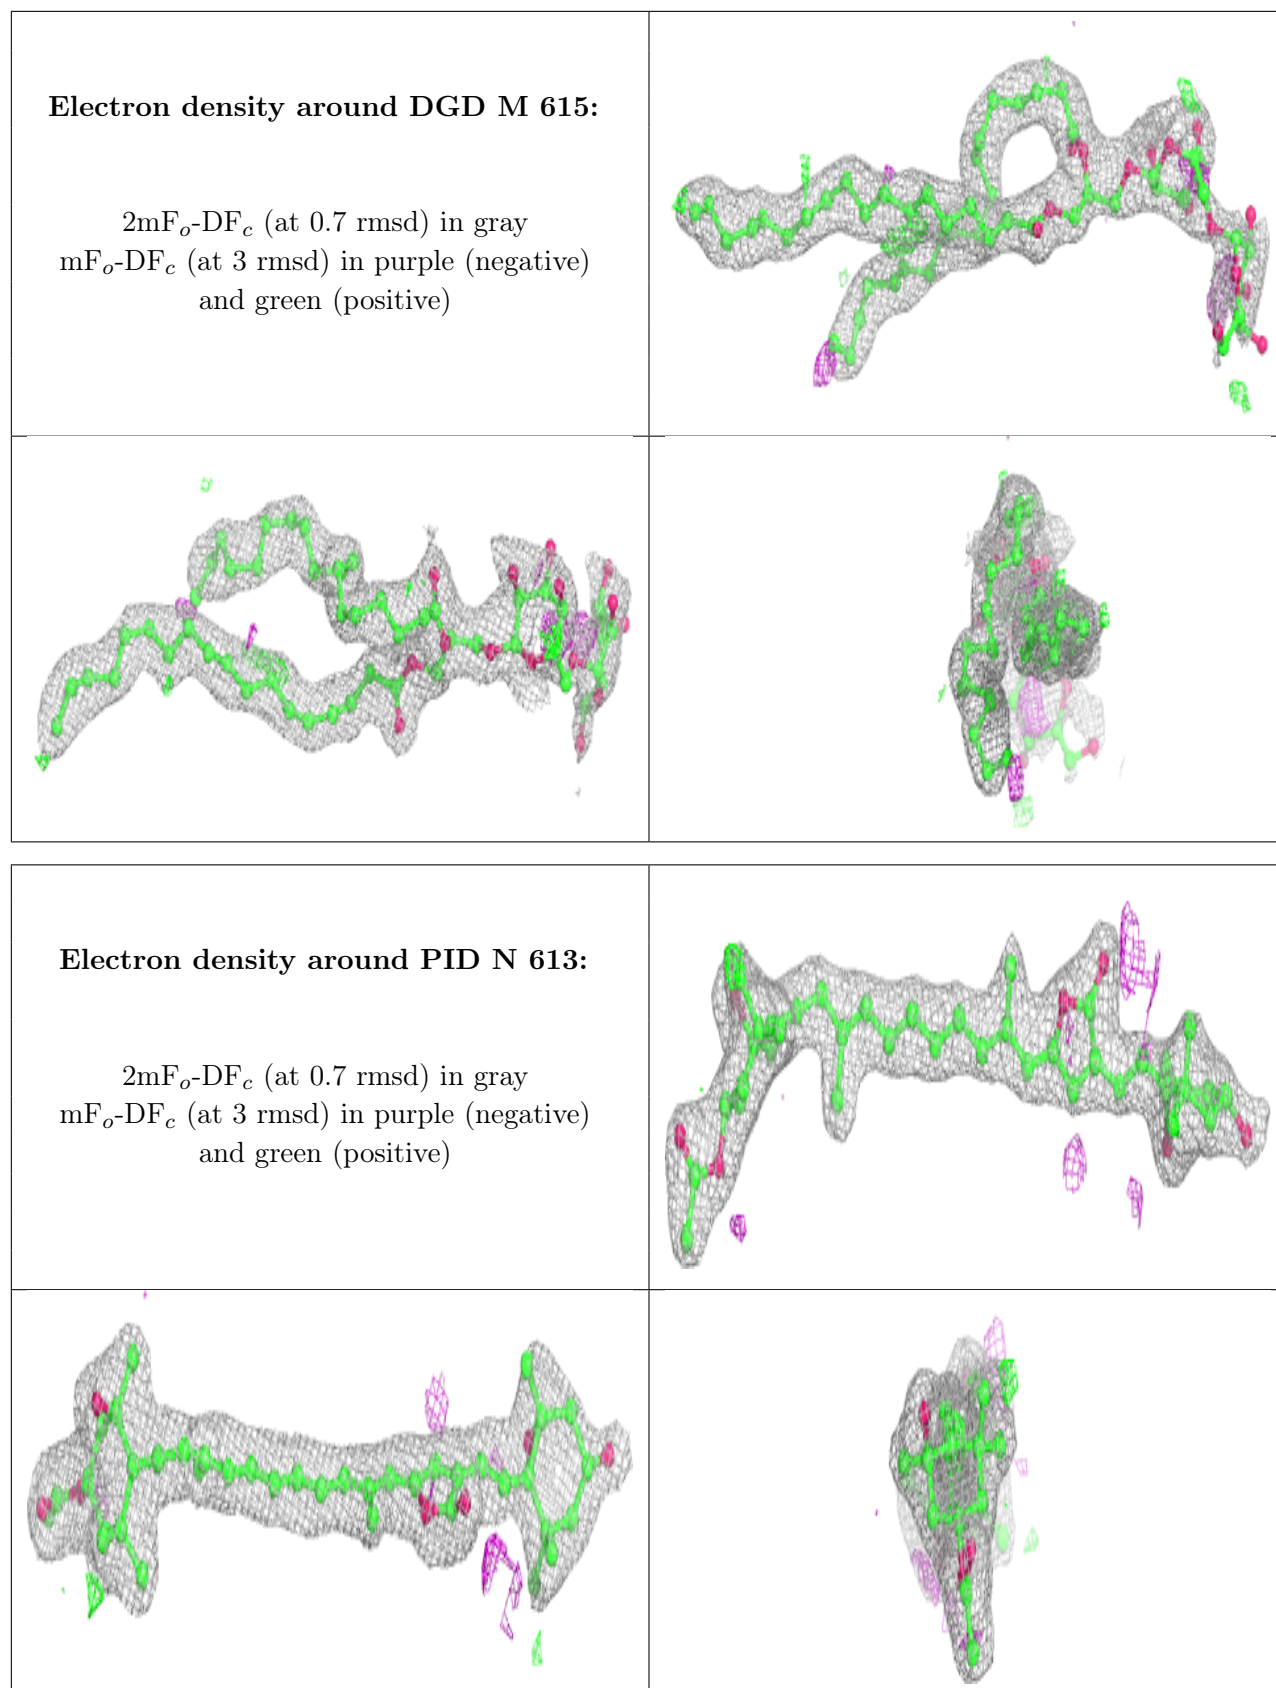 Electron density around DGD M 615:
2mFo-DFc (at 0.7 rmsd) in gray
mFo-DFc (at 3 rmsd) in purple (negative)
and green (positive)
Electron density around PID N 613:
2mFo-DFc (at 0.7 rmsd) in gray
mFo-DFc (at 3 rmsd) in purple (negative)
and green (positive)